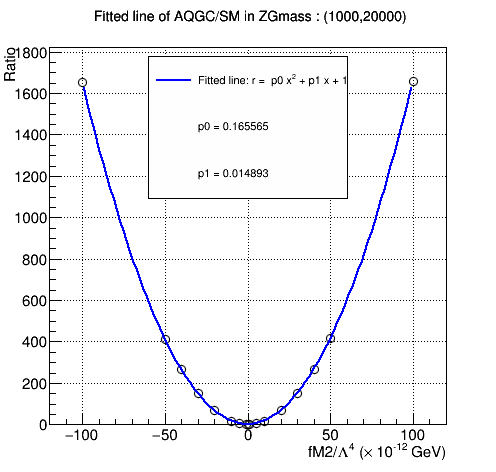 Fitted line of AQGC/SM in ZGmass : (1000,20000)
Ratio
1800
1600
1400
1200
1000
800
600
400
200
0
Fitted line: r = p0 x² + p1 x + 1
p0 = 0.165565
p1 = 0.014893
−100
−50
0
50
100
fM2/Λ⁴ (× 10⁻¹² GeV)